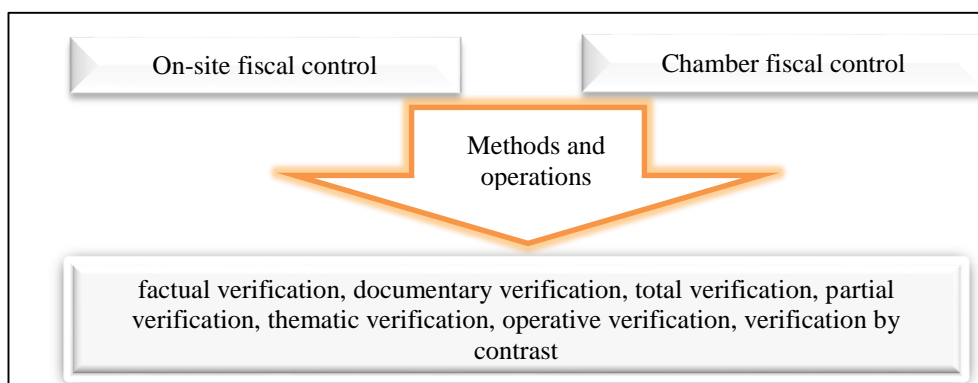 On-site fiscal control
Chamber fiscal control
Methods and
operations
factual verification, documentary verification, total verification, partial
verification, thematic verification, operative verification, verification by
contrast